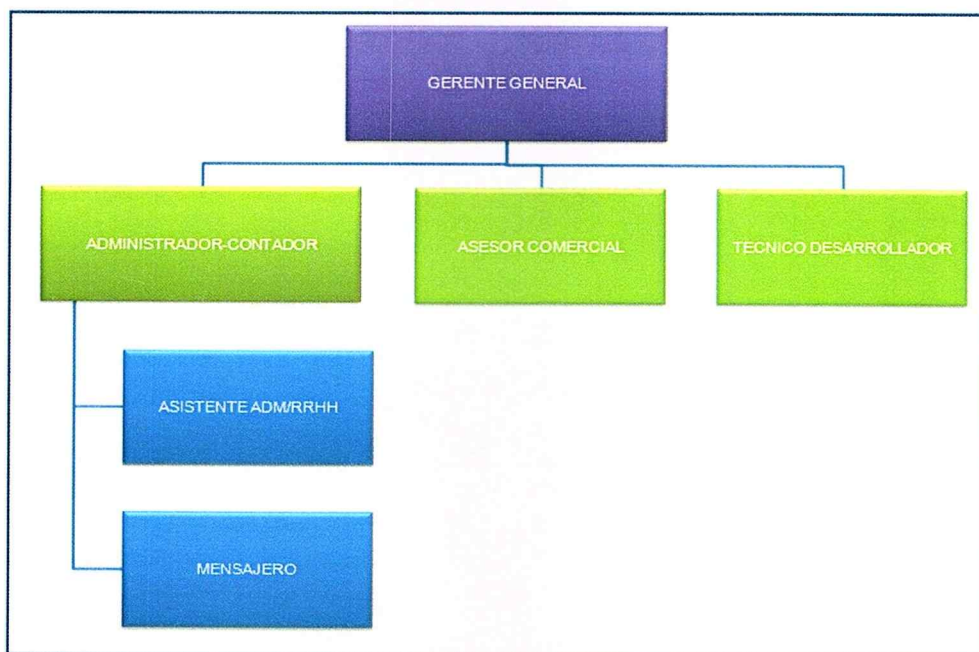 GERENTE GENERAL
ADMINISTRADOR-CONTADOR
ASESOR COMERCIAL
TECNICO DESARROLLADOR
ASISTENTE ADM/RRHH
MENSAJERO